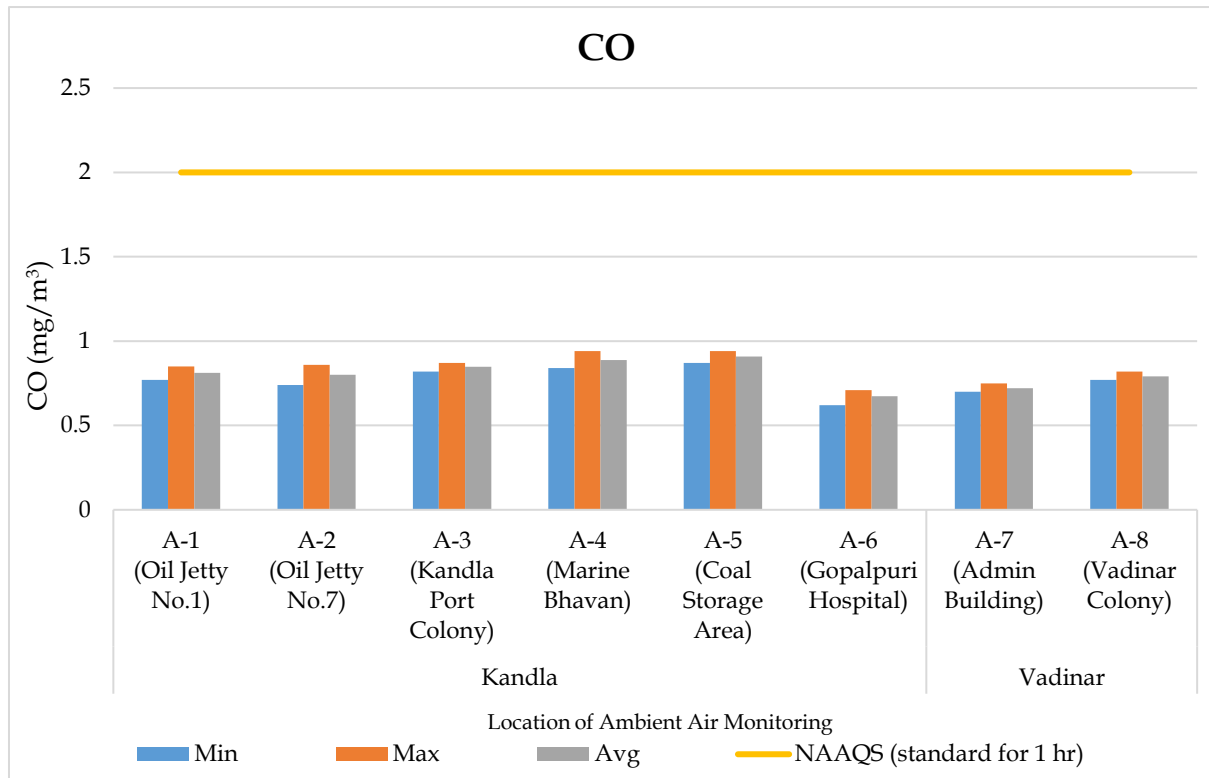 CO
2.5
2
1.5
1
0.5
0
CO (mg/m³)
A-1
(Oil Jetty
No.1)
A-2
(Oil Jetty
No.7)
A-3
(Kandla
Port
Colony)
A-4
(Marine
Bhavan)
A-5
(Coal
Storage
Area)
A-6
(Gopalpuri
Hospital)
A-7
(Admin
Building)
A-8
(Vadinar
Colony)
Kandla
Vadinar
Location of Ambient Air Monitoring
Min
Max
Avg
NAAQS (standard for 1 hr)